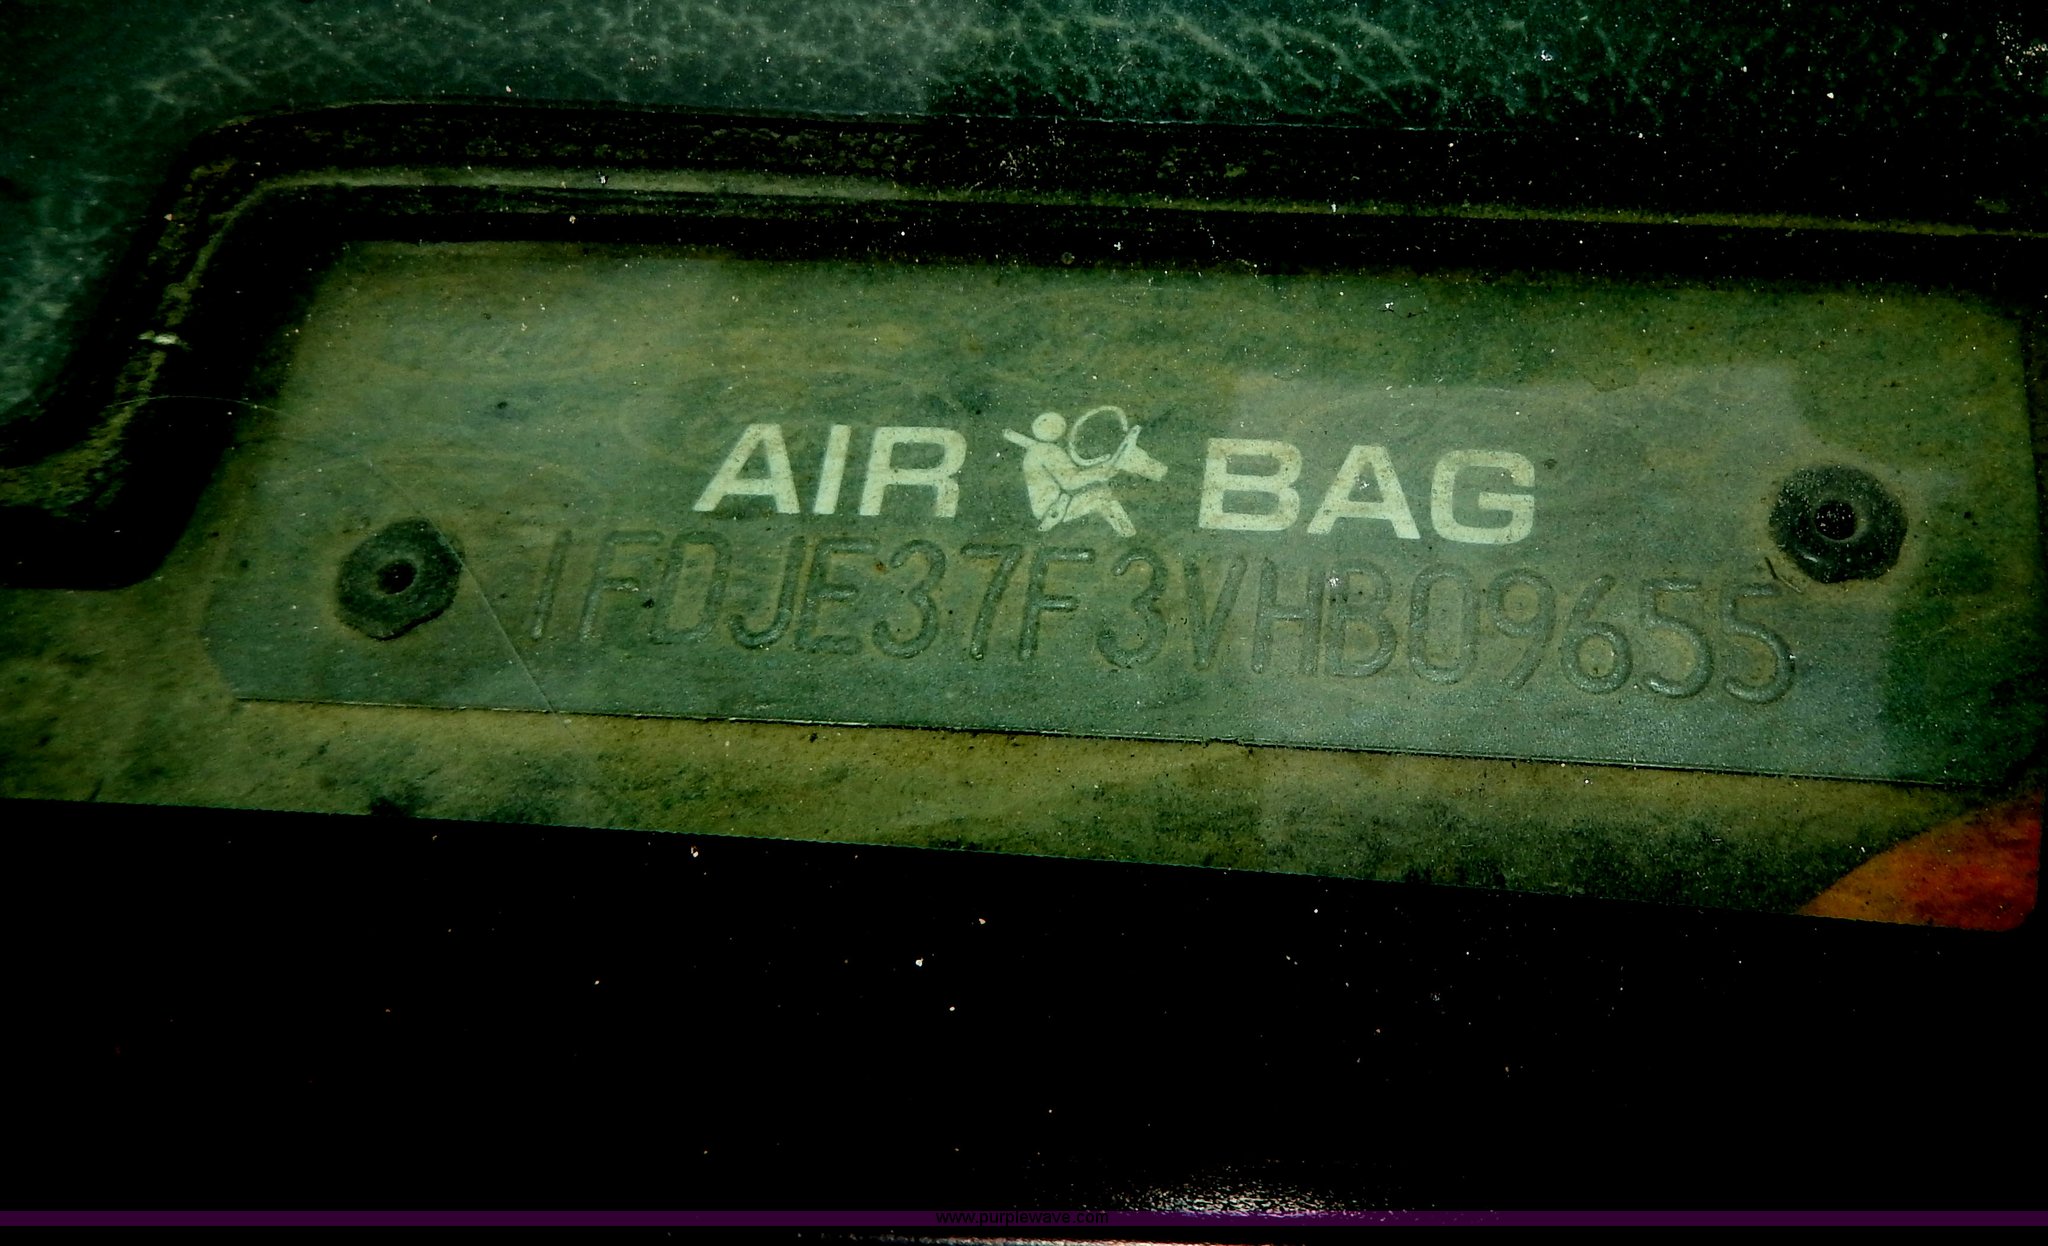 AIR BAG
1FDJE37F3VHB09655
www.purplewave.com